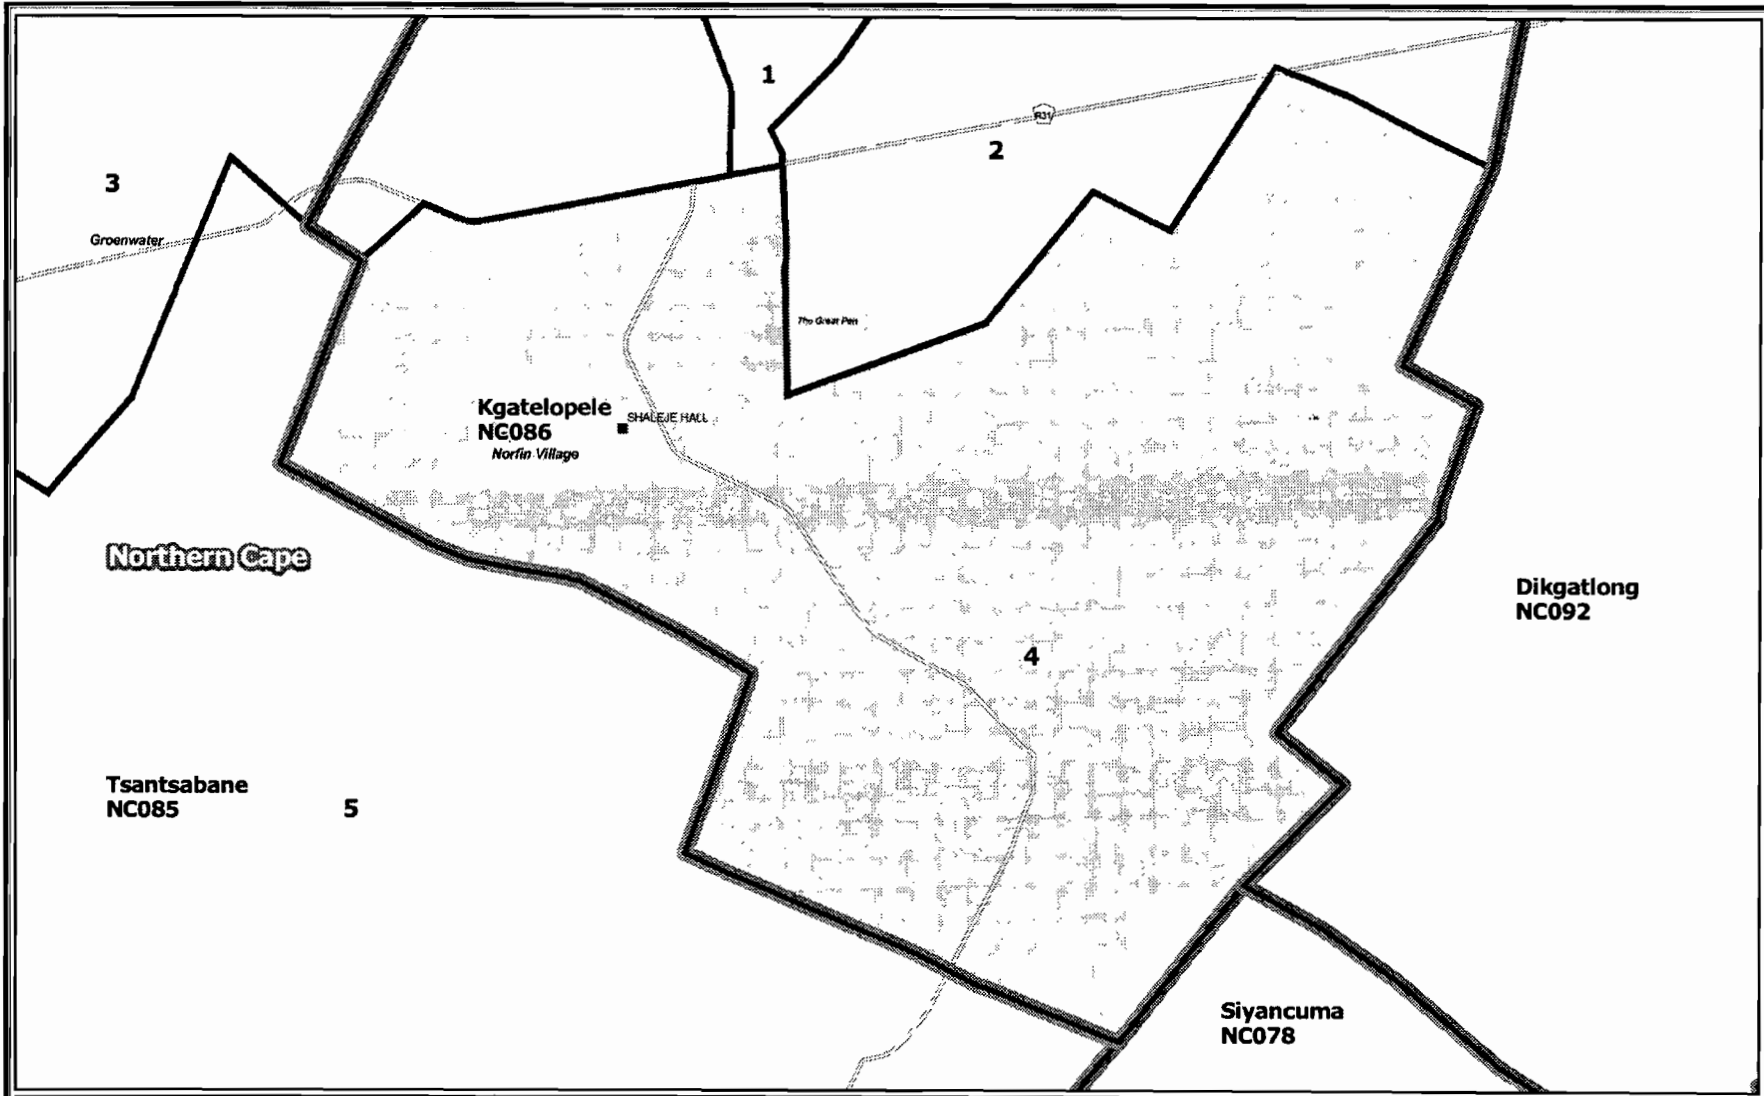 1
R31
2
3
Groenwater
The Great Pan
Kgatelopele
NC086
SHALEJE HALL
Norfin Village
Northern Cape
Dikgatlong
NC092
4
Tsantsabane
NC085
5
Siyancuma
NC078